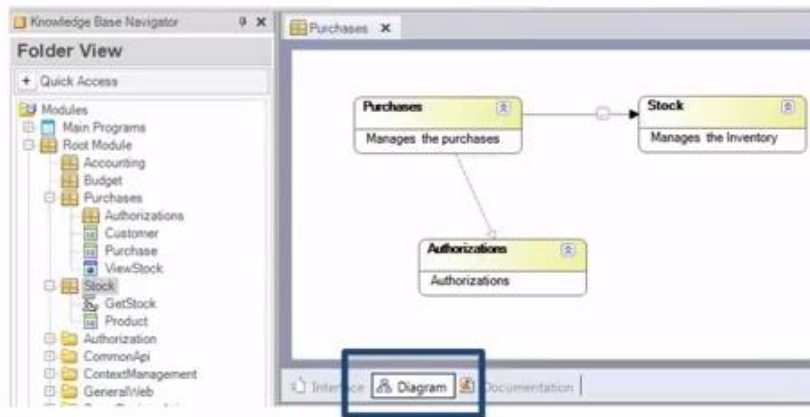 Knowledge Base Navigator
Folder View
+ Quick Access
Modules
Main Programs
Root Module
Accounting
Budget
Purchases
Authorizations
Customer
Purchase
ViewStock
Stock
GetStock
Product
Authorization
CommonApi
ContextManagement
GeneralWeb
Purchases
Purchases
Manages the purchases
Stock
Manages the Inventory
Authorizations
Authorizations
Interface Diagram Documentation